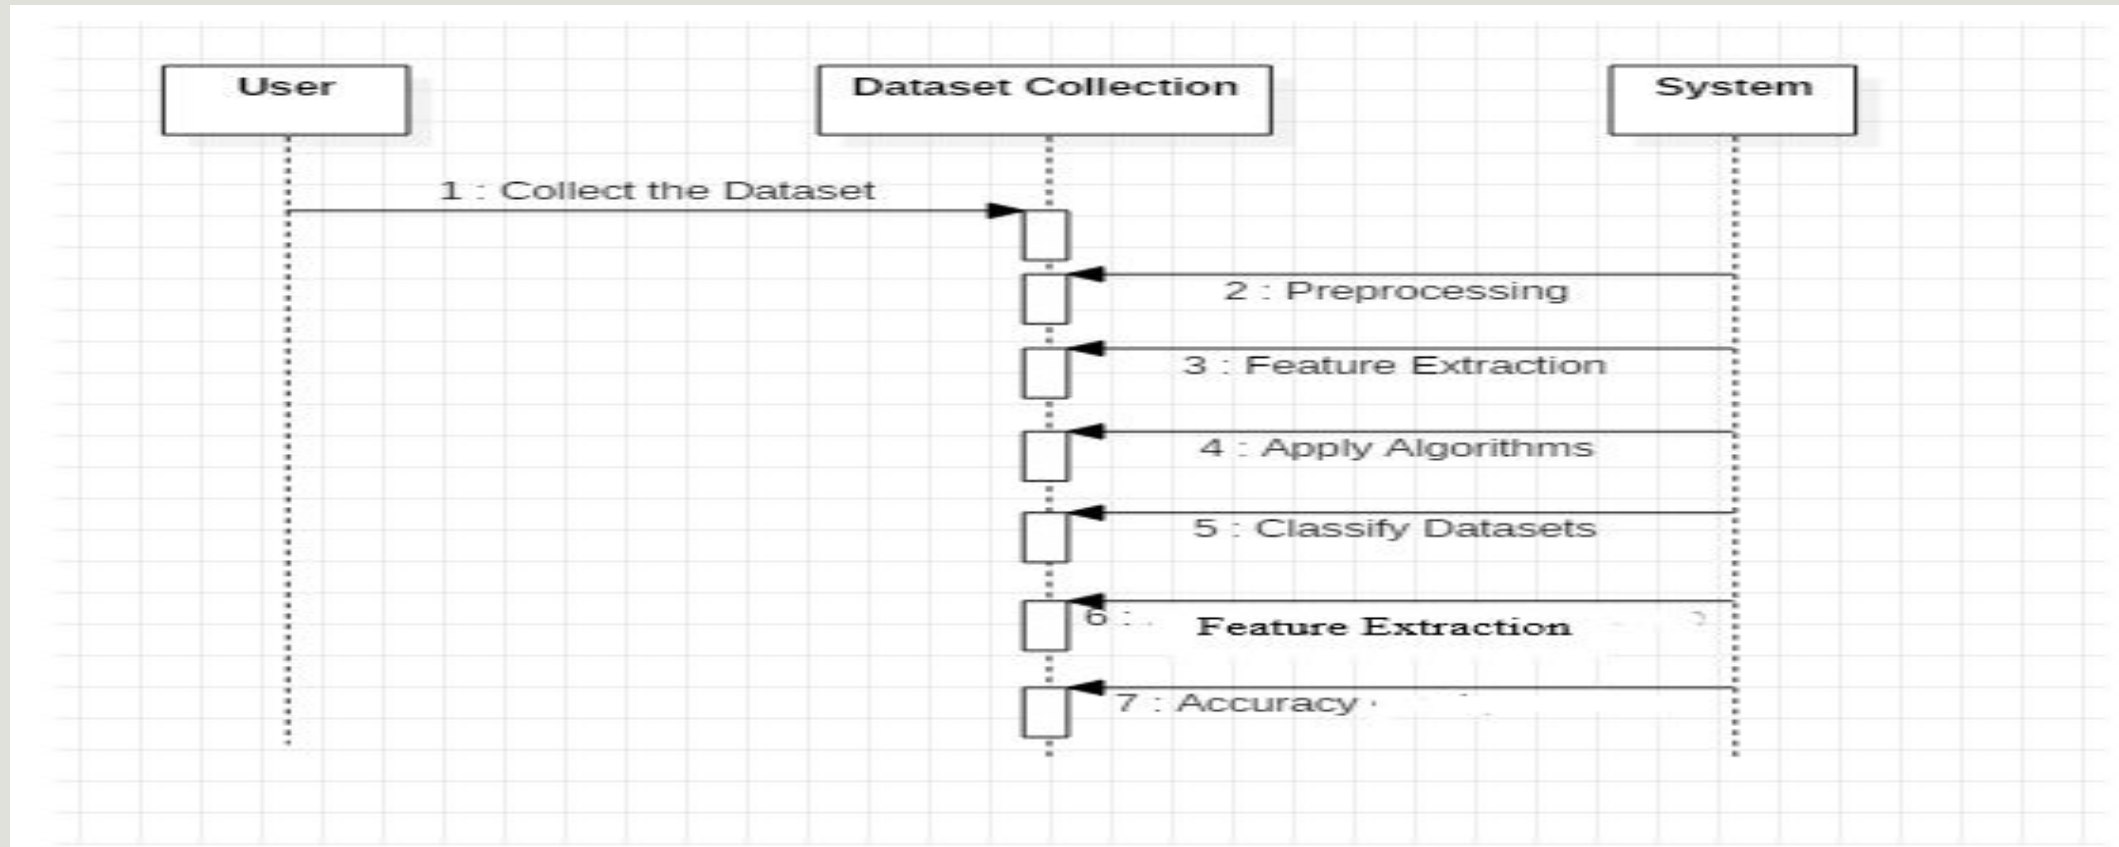 User
Dataset Collection
System
1 : Collect the Dataset
2 : Preprocessing
3 : Feature Extraction
4 : Apply Algorithms
5 : Classify Datasets
6 : Feature Extraction
7 : Accuracy